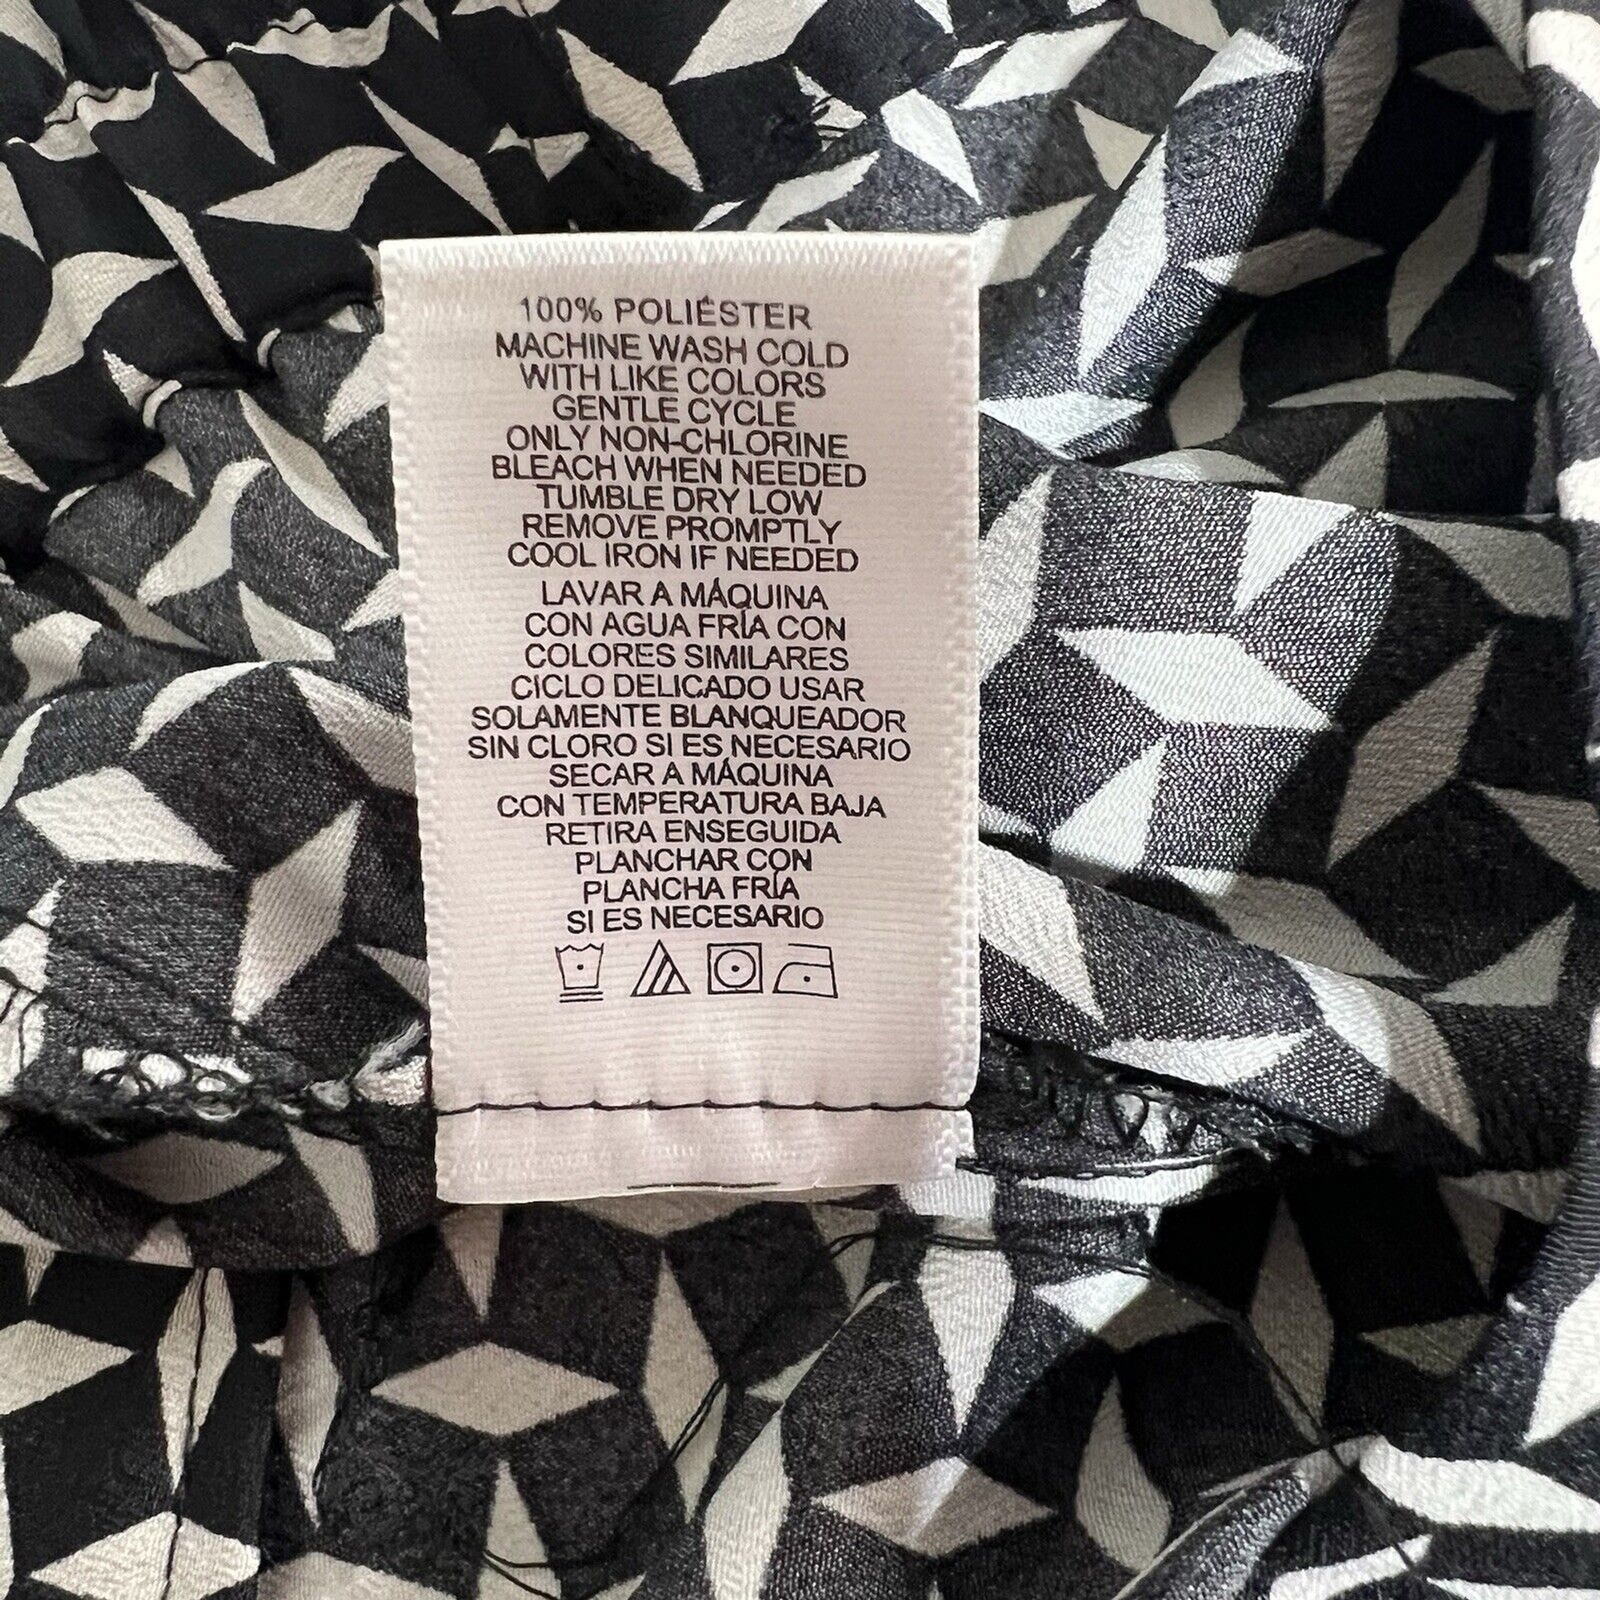 100% POLIÉSTER
MACHINE WASH COLD
WITH LIKE COLORS
GENTLE CYCLE
ONLY NON-CHLORINE
BLEACH WHEN NEEDED
TUMBLE DRY LOW
REMOVE PROMPTLY
COOL IRON IF NEEDED
LAVAR A MÁQUINA
CON AGUA FRÍA CON
COLORES SIMILARES
CICLO DELICADO USAR
SOLAMENTE BLANQUEADOR
SIN CLORO SI ES NECESARIO
SECAR A MÁQUINA
CON TEMPERATURA BAJA
RETIRA ENSEGUIDA
PLANCHAR CON
PLANCHA FRÍA
SI ES NECESARIO